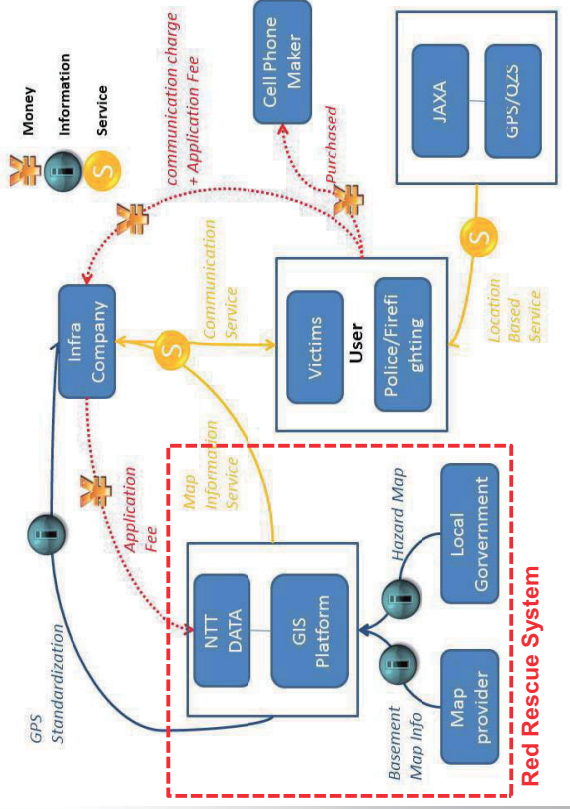 Money
Information
Service
communication charge
+ Application Fee
Cell Phone
Maker
Purchased
JAXA
GPS/QZS
Infra
Company
Communication
Service
Victims
User
Police/Firefi
ghting
Location
Based
Service
GPS
Standardization
Application
Fee
Map
Information
Service
NTT
DATA
GIS
Platform
Hazard Map
Local
Gorvernment
Basement
Map Info
Map
provider
Red Rescue System
¥
¥
¥
¥
i
i
i
i
S
S
S